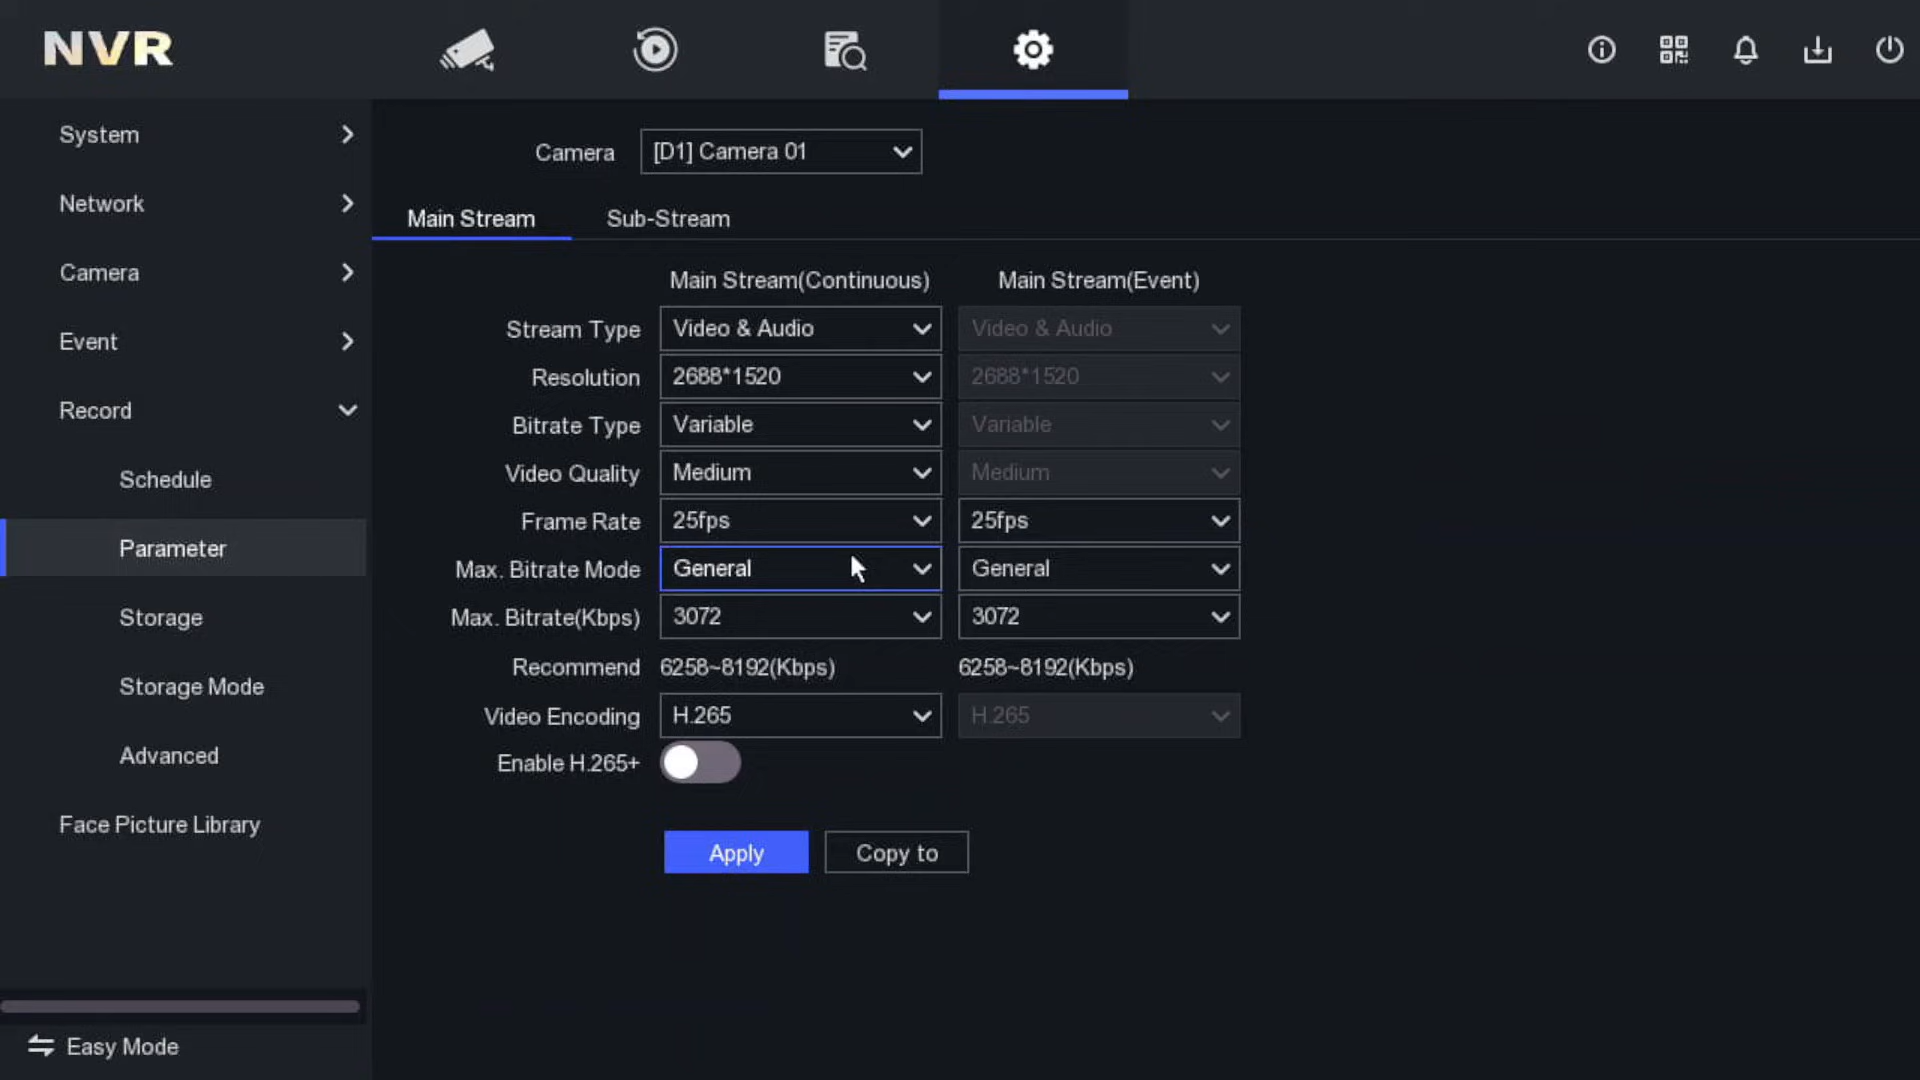 NVR
System
Network
Camera
Event
Record
Schedule
Parameter
Storage
Storage Mode
Advanced
Face Picture Library
Easy Mode
Camera [D1] Camera 01
Main Stream Sub-Stream
Main Stream(Continuous) Main Stream(Event)
Stream Type Video & Audio Video & Audio
Resolution 2688*1520 2688*1520
Bitrate Type Variable Variable
Video Quality Medium Medium
Frame Rate 25fps 25fps
Max. Bitrate Mode General General
Max. Bitrate(Kbps) 3072 3072
Recommend 6258~8192(Kbps) 6258~8192(Kbps)
Video Encoding H.265 H.265
Enable H.265+
Apply Copy to